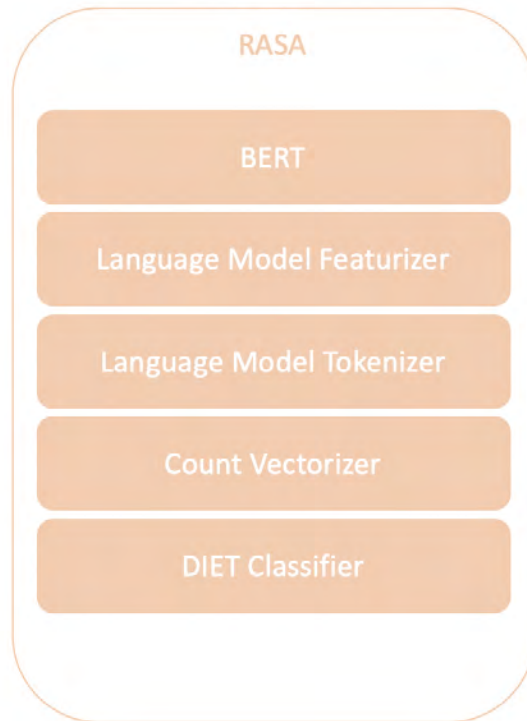 RASA
BERT
Language Model Featurizer
Language Model Tokenizer
Count Vectorizer
DIET Classifier